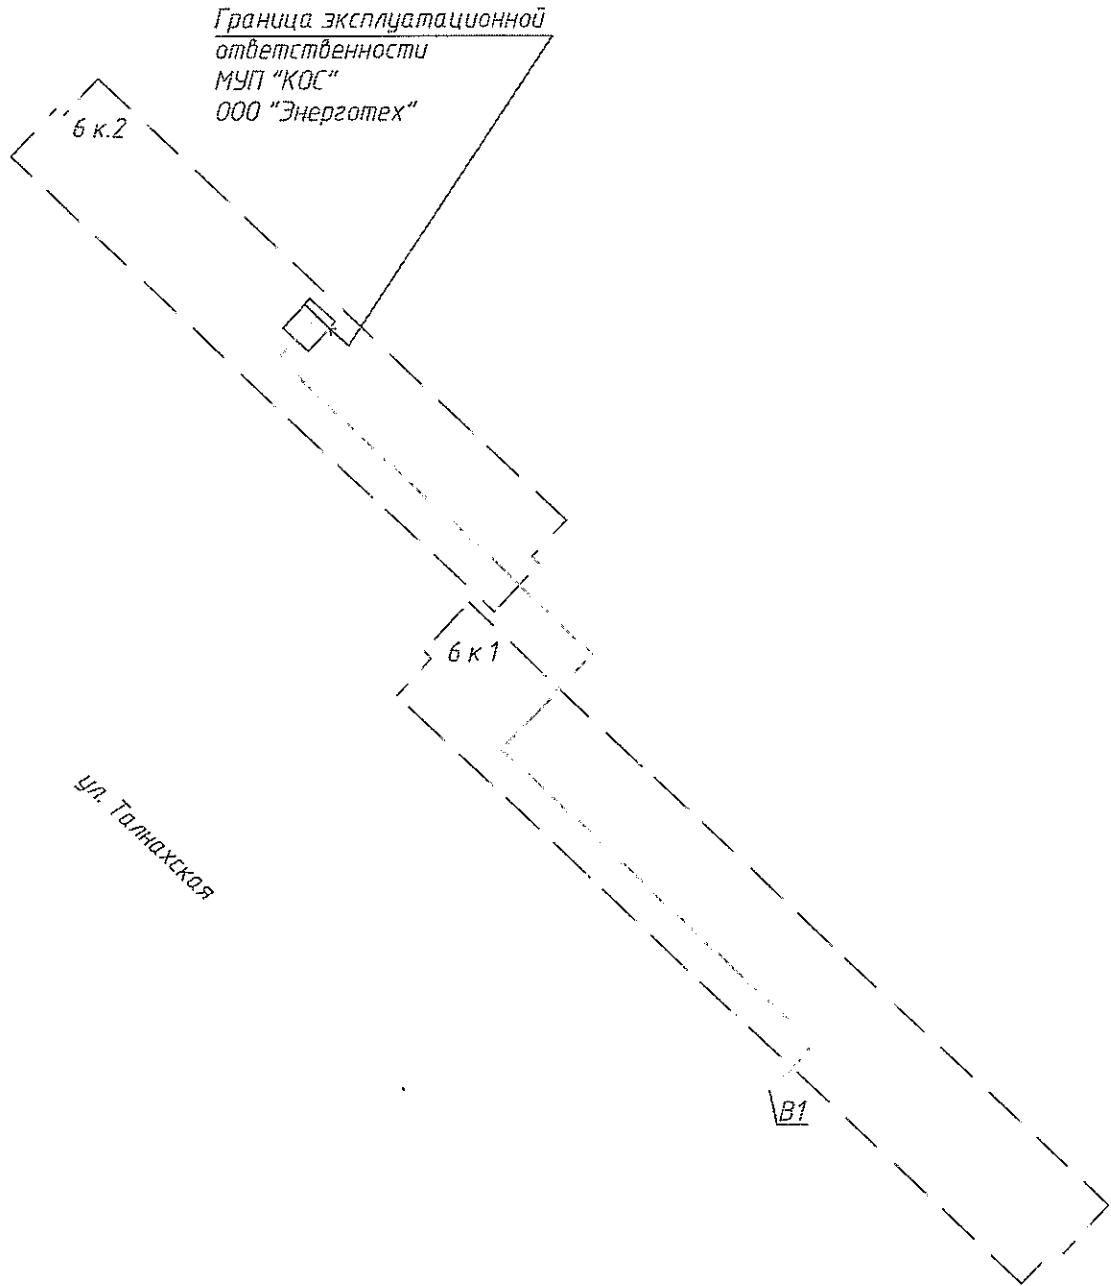 Граница эксплуатационной
ответственности
МУП "КОС"
ООО "Энерготех"
6 к.2
6 к 1
ул. Талнахская
В1